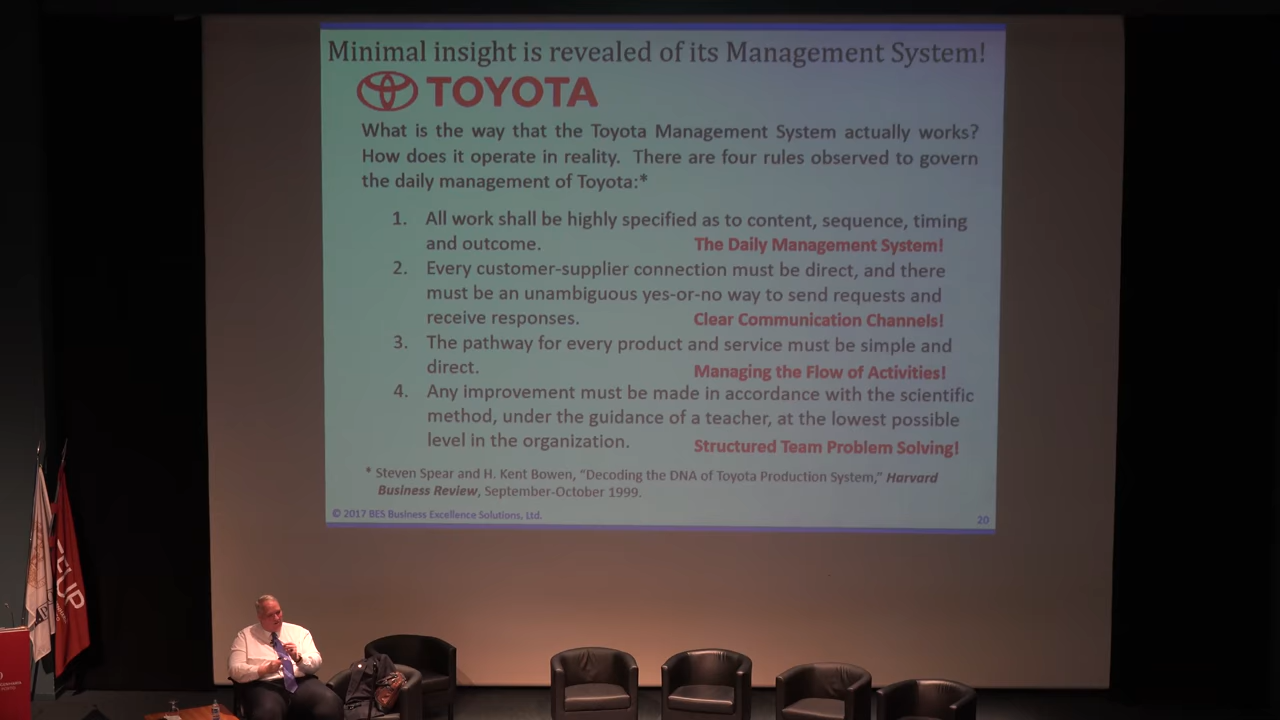 Minimal insight is revealed of its Management System!
TOYOTA
What is the way that the Toyota Management System actually works?
How does it operate in reality. There are four rules observed to govern
the daily management of Toyota:*
1. All work shall be highly specified as to content, sequence, timing
and outcome.
The Daily Management System!
2. Every customer-supplier connection must be direct, and there
must be an unambiguous yes-or-no way to send requests and
receive responses.
Clear Communication Channels!
3. The pathway for every product and service must be simple and
direct.
Managing the Flow of Activities!
4. Any improvement must be made in accordance with the scientific
method, under the guidance of a teacher, at the lowest possible
level in the organization.
Structured Team Problem Solving!
* Steven Spear and H. Kent Bowen, “Decoding the DNA of Toyota Production System,” Harvard
Business Review, September-October 1999.
© 2017 BES Business Excellence Solutions, Ltd.
20